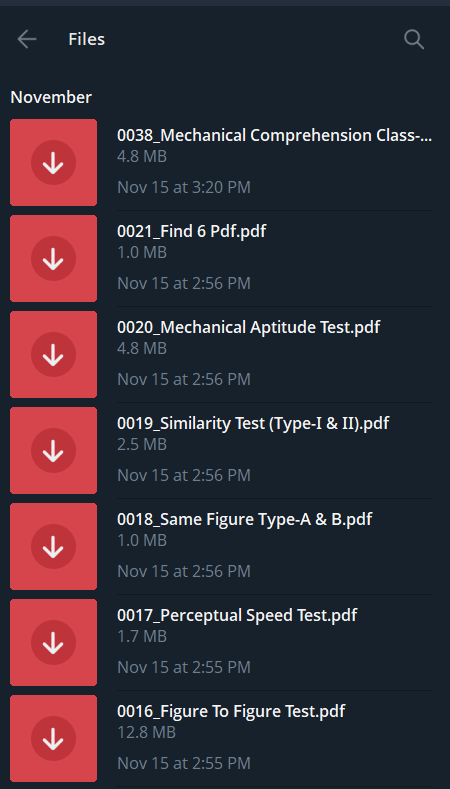 Files
November
0038_Mechanical Comprehension Class-...
4.8 MB
Nov 15 at 3:20 PM
0021_Find 6 Pdf.pdf
1.0 MB
Nov 15 at 2:56 PM
0020_Mechanical Aptitude Test.pdf
4.8 MB
Nov 15 at 2:56 PM
0019_Similarity Test (Type-I & II).pdf
2.5 MB
Nov 15 at 2:56 PM
0018_Same Figure Type-A & B.pdf
1.0 MB
Nov 15 at 2:56 PM
0017_Perceptual Speed Test.pdf
1.7 MB
Nov 15 at 2:55 PM
0016_Figure To Figure Test.pdf
12.8 MB
Nov 15 at 2:55 PM